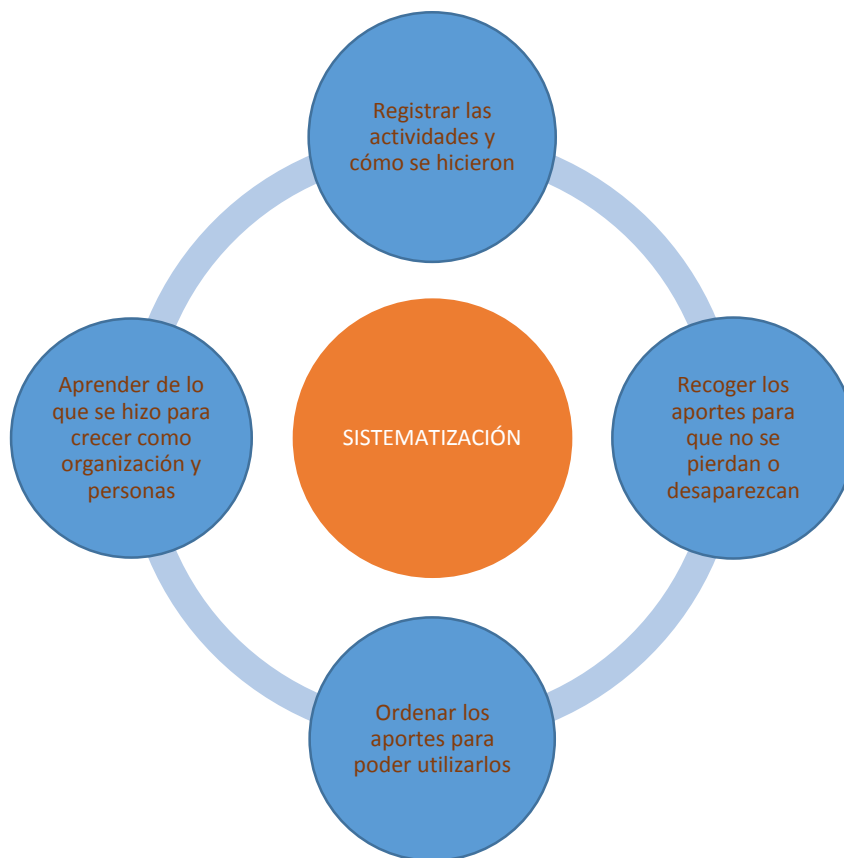 Registrar las
actividades y
cómo se hicieron
Aprender de lo
que se hizo para
crecer como
organización y
personas
SISTEMATIZACIÓN
Recoger los
aportes para
que no se
pierdan o
desaparezcan
Ordenar los
aportes para
poder utilizarlos